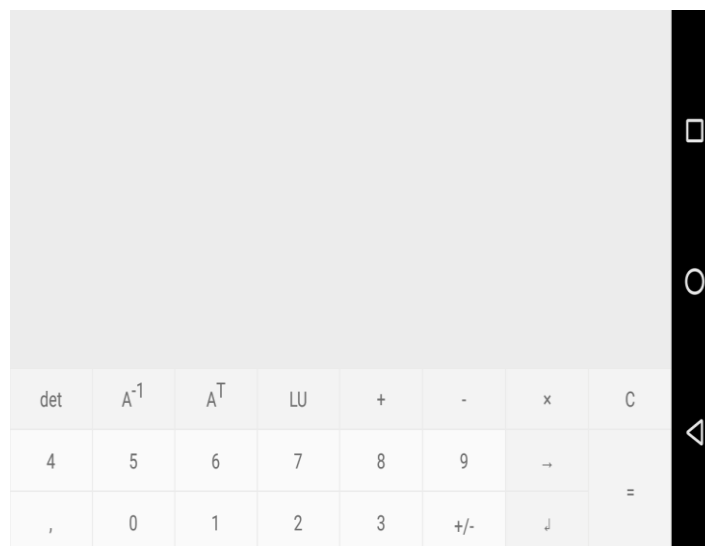 det A⁻¹ Aᵀ LU + - × C
4 5 6 7 8 9 → =
, 0 1 2 3 +/- ↲